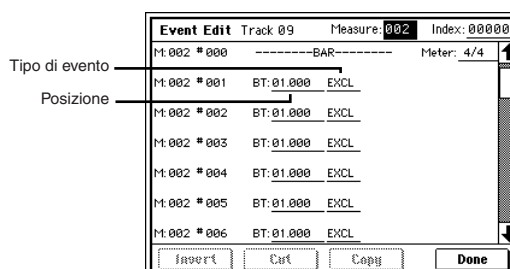 Event Edit Track 09 Measure: 002 Index: 00000
M: 002 # 000 --------BAR-------- Meter: 4/4
Tipo di evento
M: 002 # 001 BT: 01.000 EXCL
Posizione
M: 002 # 002 BT: 01.000 EXCL
M: 002 # 003 BT: 01.000 EXCL
M: 002 # 004 BT: 01.000 EXCL
M: 002 # 005 BT: 01.000 EXCL
M: 002 # 006 BT: 01.000 EXCL
Insert Cut Copy Done